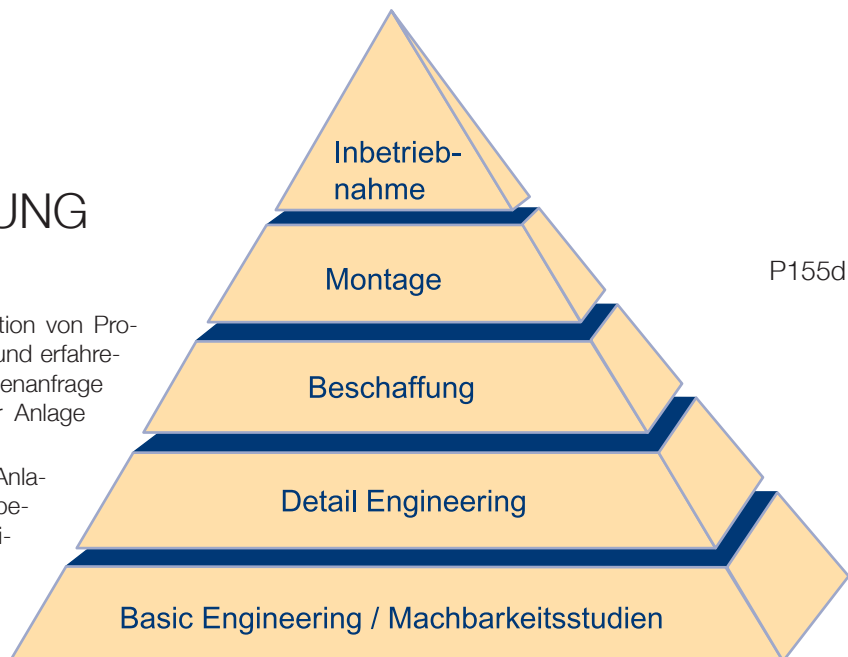 UNG
tion von Pro-
und erfahre-
enanfrage
r Anlage
Anla-
be-
i-
Inbetrieb-
nahme
Montage
Beschaffung
Detail Engineering
Basic Engineering / Machbarkeitsstudien
P155d